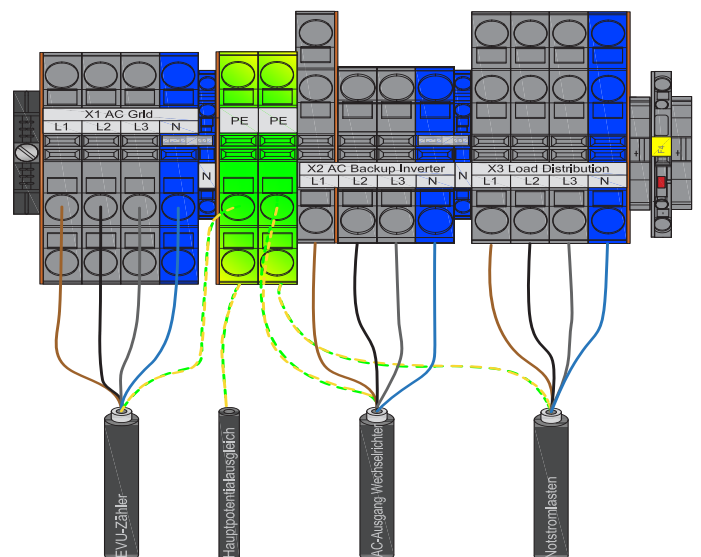 X1 AC Grid
L1 L2 L3 N
N
PE PE
X2 AC Backup Inverter
L1 L2 L3 N
N
X3 Load Distribution
L1 L2 L3 N
F4
EVU-Zähler
Hauptpotentialausgleich
AC-Ausgang Wechselrichter
Notstromlasten